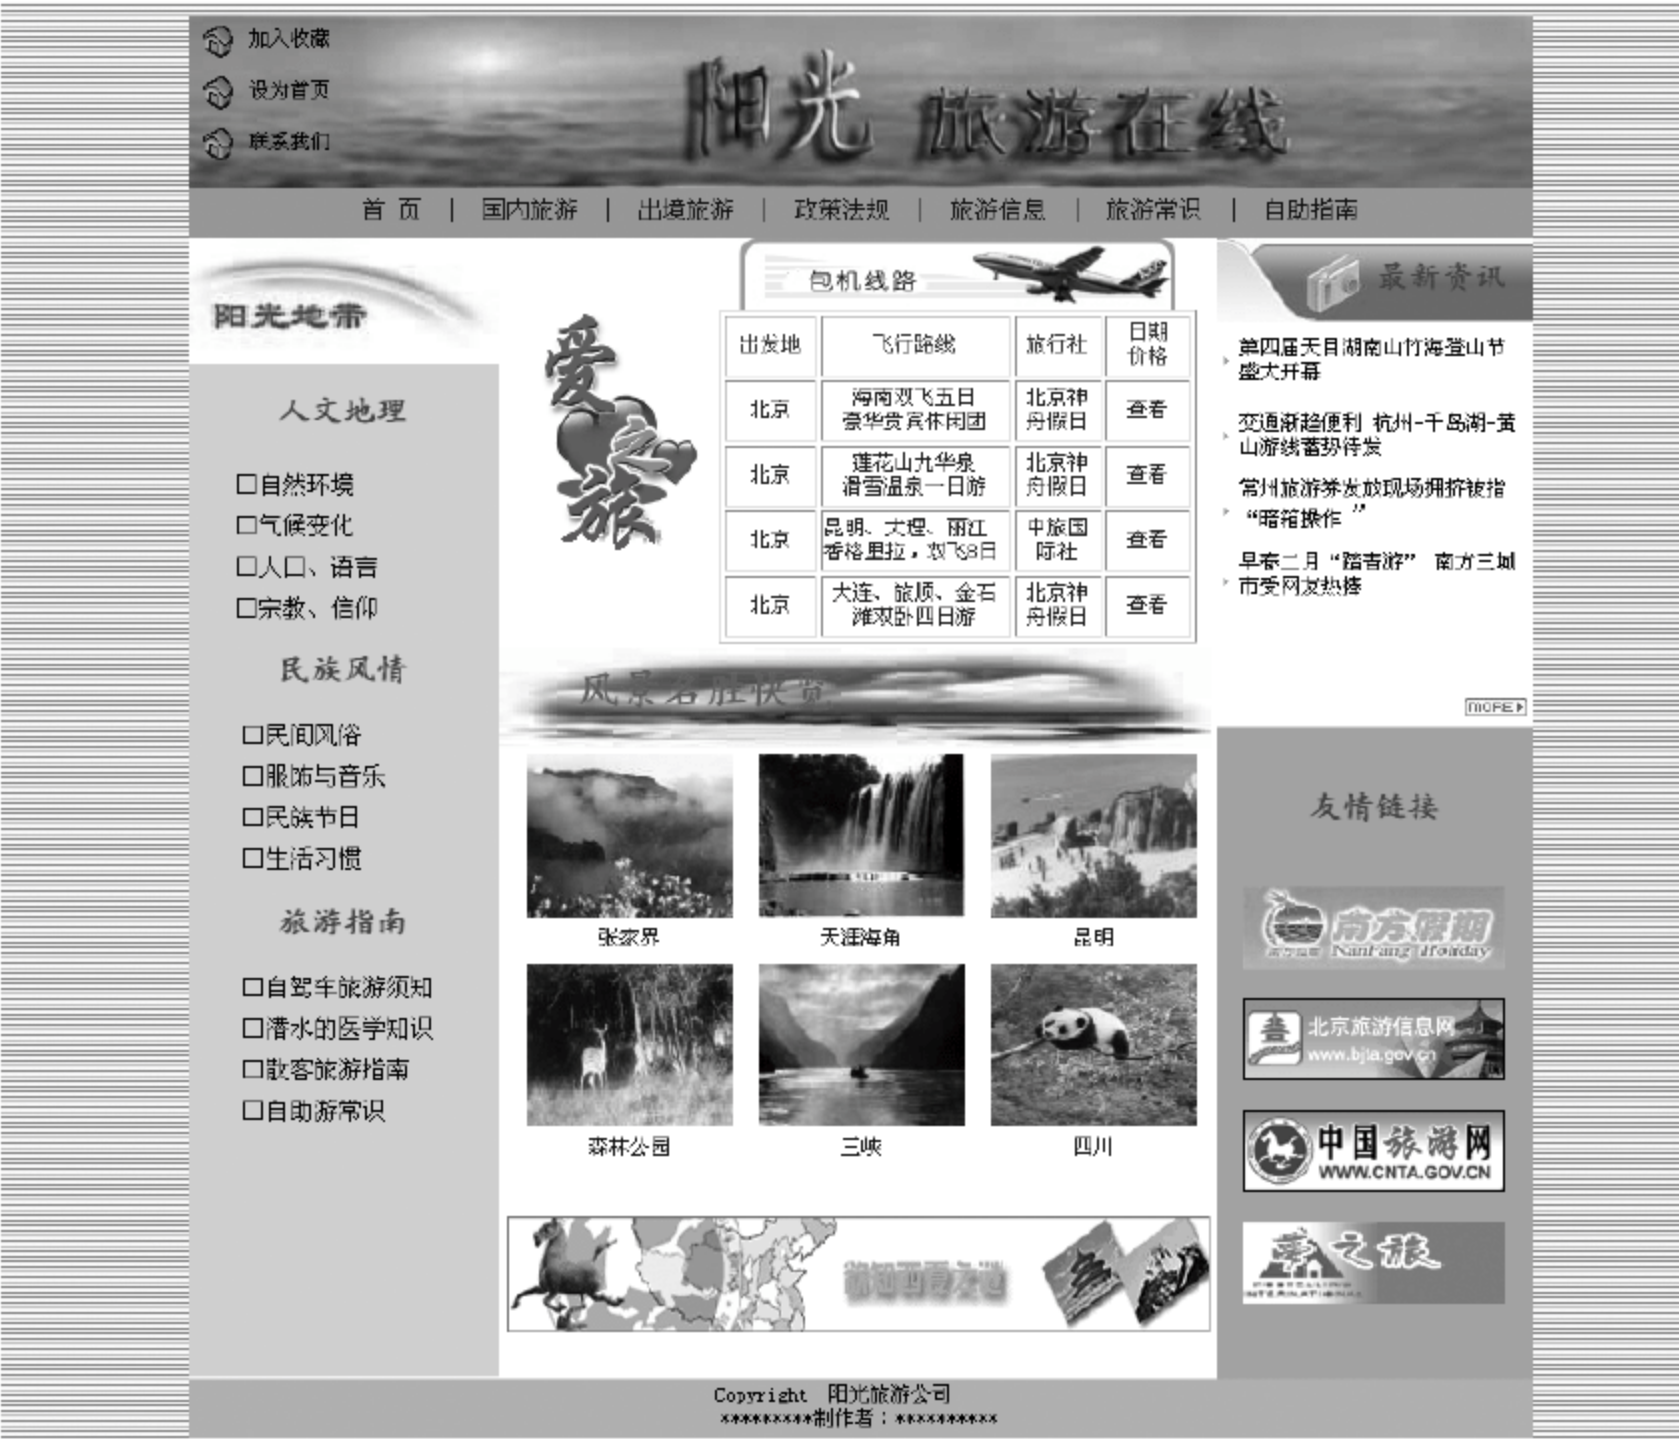 加入收藏
设为首页
联系我们
阳光 旅游在线
首 页 | 国内旅游 | 出境旅游 | 政策法规 | 旅游信息 | 旅游常识 | 自助指南
阳光地带
人文地理
□自然环境
□气候变化
□人口、语言
□宗教、信仰
民族风情
□民间风俗
□服饰与音乐
□民族节日
□生活习惯
旅游指南
□自驾车旅游须知
□潜水的医学知识
□散客旅游指南
□自助游常识
爱之旅
包机线路
出发地 飞行路线 旅行社 日期
价格
北京 海南双飞五日
豪华贵宾休闲团 北京神
舟假日 查看
北京 莲花山九华泉
滑雪温泉一日游 北京神
舟假日 查看
北京 昆明、大理、丽江
香格里拉，双飞8日 中旅国
际社 查看
北京 大连、旅顺、金石
滩双卧四日游 北京神
舟假日 查看
风景名胜快览
张家界 天涯海角 昆明
森林公园 三峡 四川
最新资讯
第四届天目湖南山竹海登山节
盛大开幕
交通渐趋便利 杭州-千岛湖-黄
山游线蓄势待发
常州旅游券发放现场拥挤被指
“暗箱操作”
早春二月“踏青游” 南方三城
市受网友热捧
MORE
友情链接
南方假期
NanFang Holiday
北京旅游信息网
www.bjta.gov.cn
中国旅游网
WWW.CNTA.GOV.CN
之旅
Copyright 阳光旅游公司
*********制作者：**********